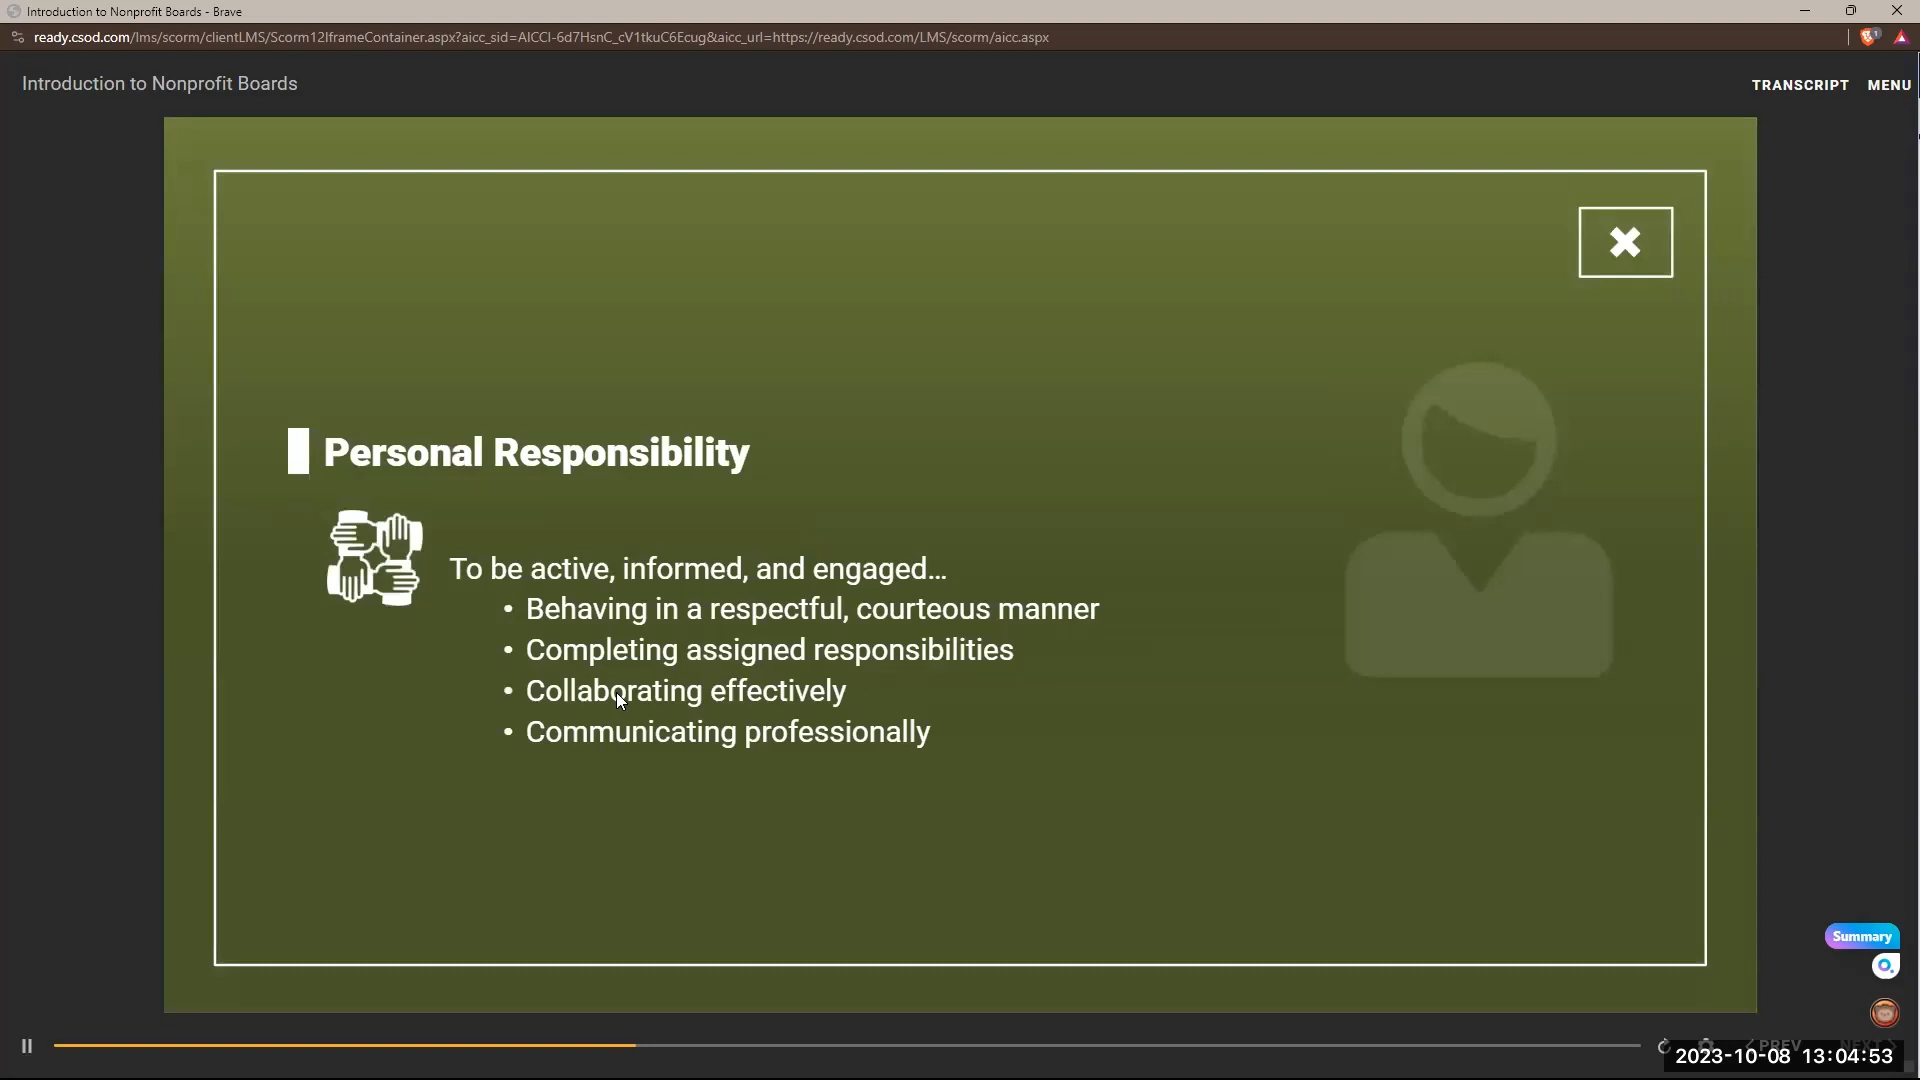 Introduction to Nonprofit Boards - Brave
ready.csod.com/lms/scorm/clientLMS/Scorm12IframeContainer.aspx?aicc_sid=AICCI-6d7HsnC_cV1tkuC6Ecug&aicc_url=https://ready.csod.com/LMS/scorm/aicc.aspx
1
Introduction to Nonprofit Boards
TRANSCRIPT MENU
Personal Responsibility
To be active, informed, and engaged...
• Behaving in a respectful, courteous manner
• Completing assigned responsibilities
• Collaborating effectively
• Communicating professionally
Summary
< PREV NEXT >
2023-10-08 13:04:53